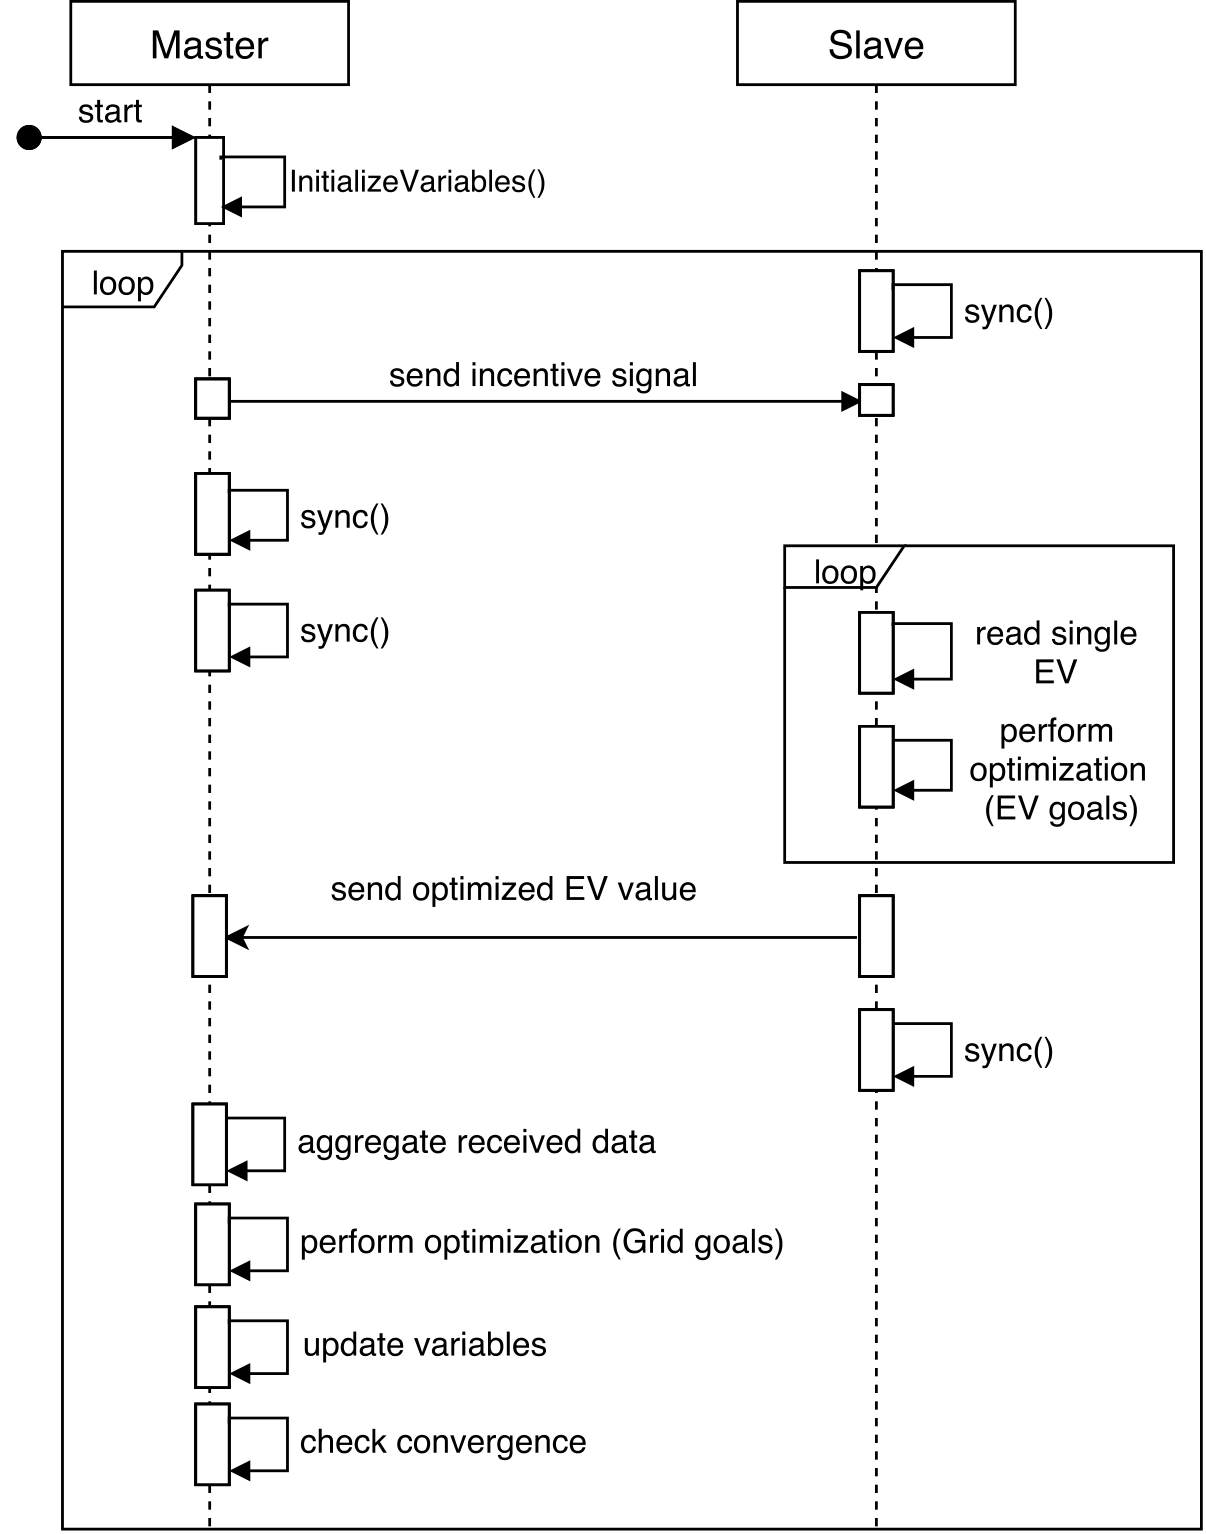 Master
Slave
start
InitializeVariables()
loop
sync()
send incentive signal
sync()
loop
sync()
read single
EV
perform
optimization
(EV goals)
send optimized EV value
sync()
aggregate received data
perform optimization (Grid goals)
update variables
check convergence